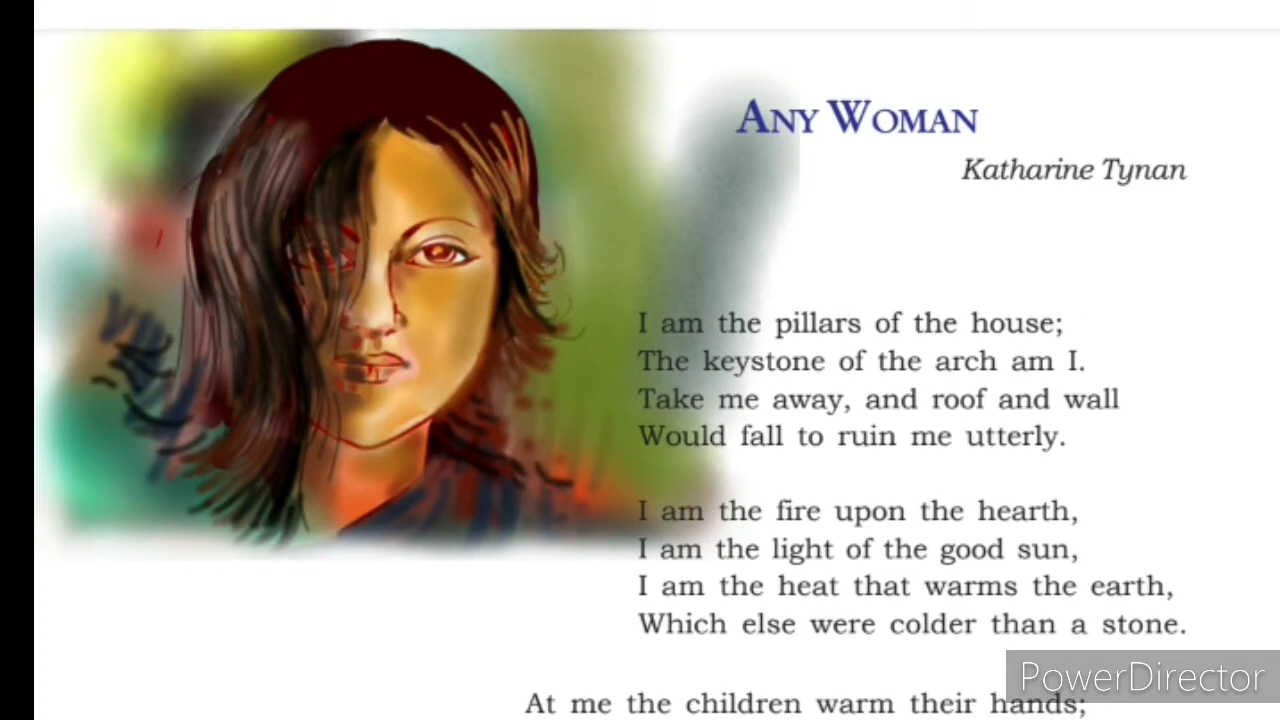 ANY WOMAN
Katharine Tynan
I am the pillars of the house;
The keystone of the arch am I.
Take me away, and roof and wall
Would fall to ruin me utterly.
I am the fire upon the hearth,
I am the light of the good sun,
I am the heat that warms the earth,
Which else were colder than a stone.
At me the children warm their hands;
PowerDirector